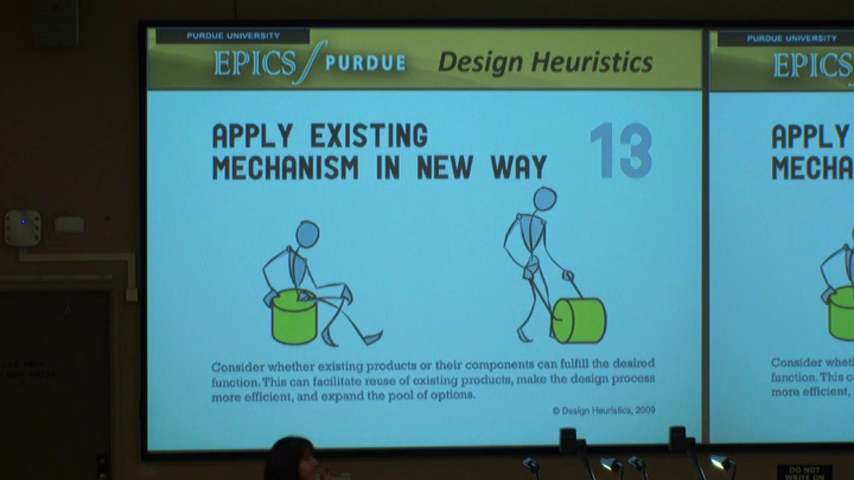 PURDUE UNIVERSITY
EPICS PURDUE Design Heuristics
APPLY EXISTING
MECHANISM IN NEW WAY
13
Consider whether existing products or their components can fulfill the desired
function. This can facilitate reuse of existing products, make the design process
more efficient, and expand the pool of options.
© Design Heuristics, 2009
PURDUE UNIVERSITY
EPICS
APPLY
MECHA
Consider whet
function. This c
more efficient,
DO NOT
WRITE ON